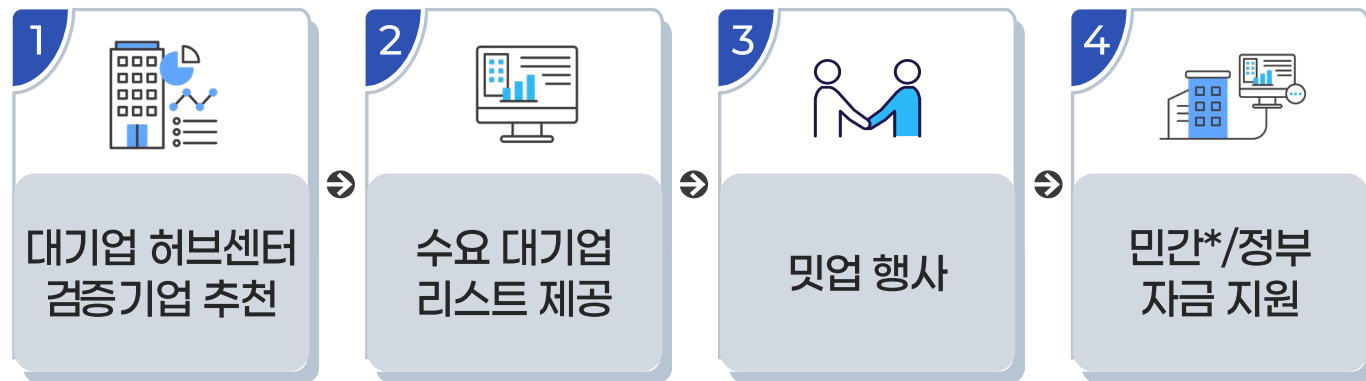 1
대기업 허브센터
검증기업 추천
2
수요 대기업
리스트 제공
3
밋업 행사
4
민간*/정부
자금 지원